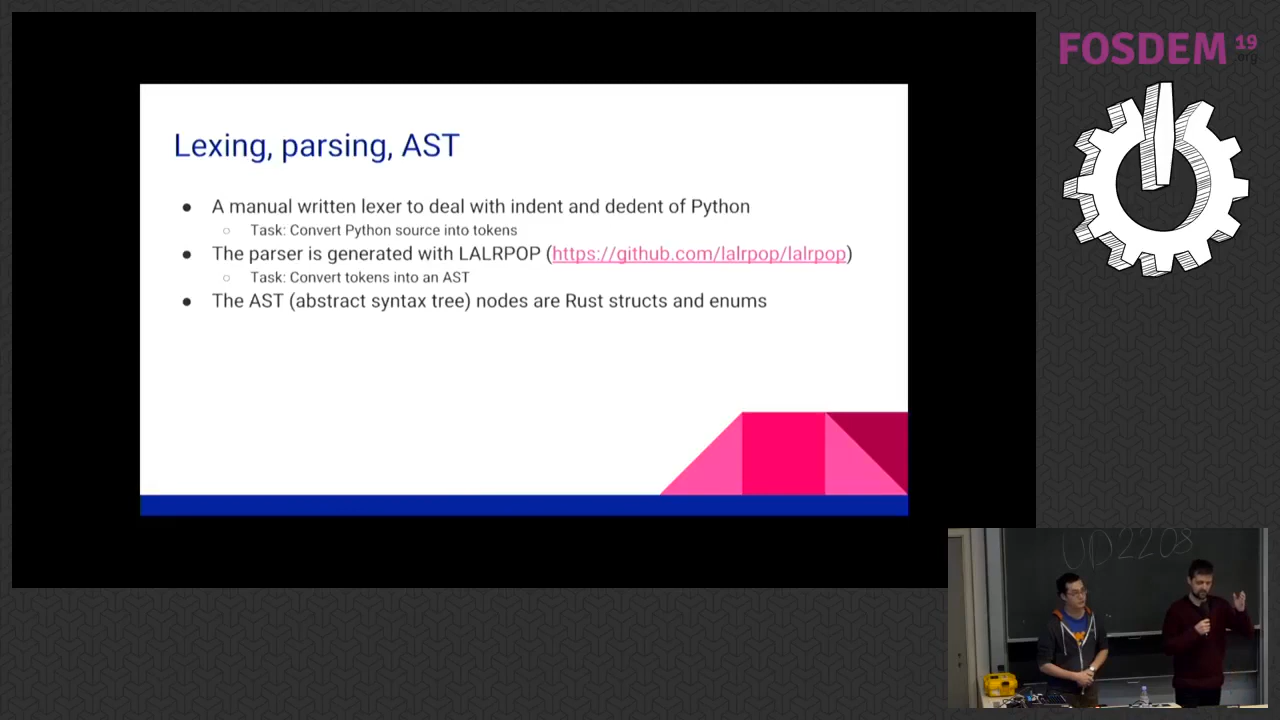 FOSDEM 19
.org
Lexing, parsing, AST
● A manual written lexer to deal with indent and dedent of Python
○ Task: Convert Python source into tokens
● The parser is generated with LALRPOP (https://github.com/lalrpop/lalrpop)
○ Task: Convert tokens into an AST
● The AST (abstract syntax tree) nodes are Rust structs and enums
UD2208